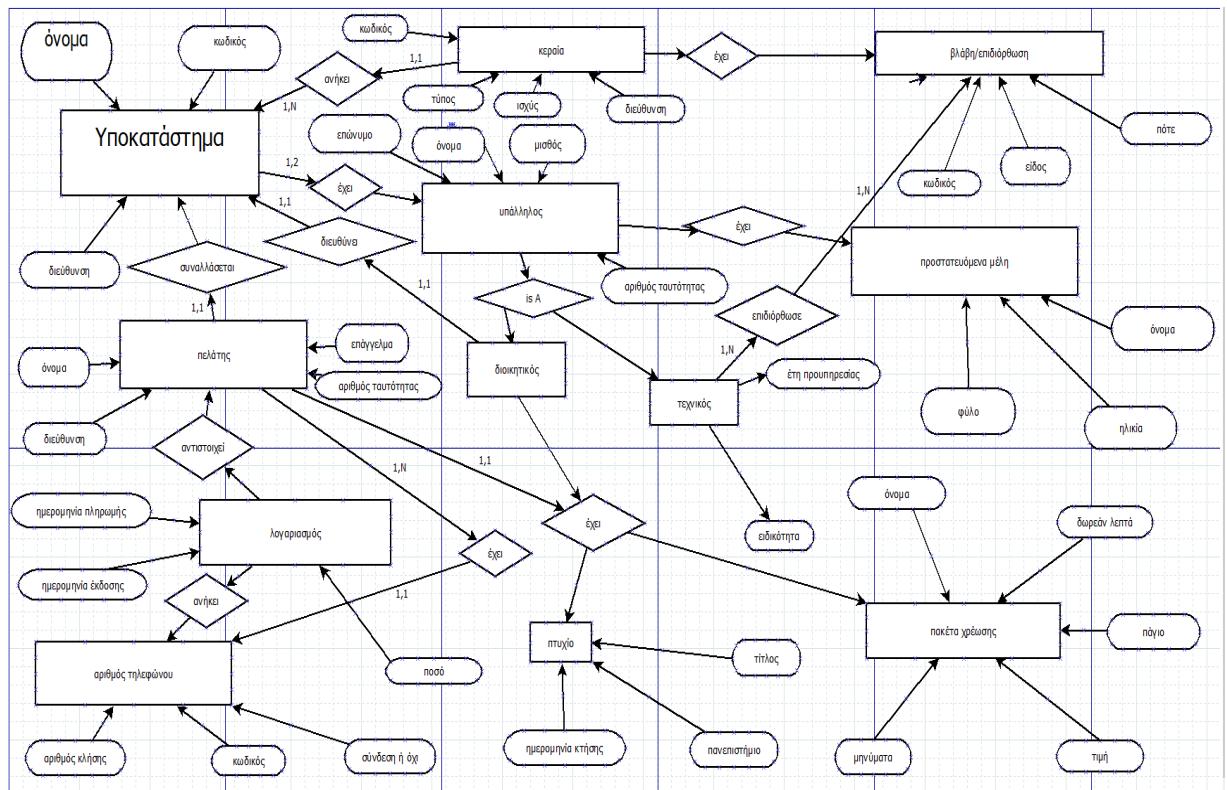 όνομα
κωδικός
κωδικός
κεραία
έχει
βλάβη/επιδιόρθωση
ανήκει
1,1
1,N
τύπος
ισχύς
διεύθυνση
πότε
είδος
κωδικός
Υποκατάστημα
επώνυμο
όνομα
μισθός
1,2
έχει
1,N
υπάλληλος
1,1
διευθύνει
έχει
προστατευόμενα μέλη
διεύθυνση
συναλλάσεται
1,1
is A
αριθμός ταυτότητας
επιδιόρθωσε
1,1
όνομα
πελάτης
επάγγελμα
όνομα
αριθμός ταυτότητας
διοικητικός
1,N
έτη προυπηρεσίας
τεχνικός
φύλο
ηλικία
διεύθυνση
αντιστοιχεί
1,N
1,1
όνομα
δωρεάν λεπτά
ημερομηνία πληρωμής
λογαριασμός
έχει
έχει
ειδικότητα
ημερομηνία έκδοσης
ανήκει
1,1
πακέτα χρέωσης
πάγιο
πτυχίο
τίτλος
αριθμός τηλεφώνου
ποσό
αριθμός κλήσης
κωδικός
σύνδεση ή όχι
ημερομηνία κτήσης
πανεπιστήμιο
μηνύματα
τιμή